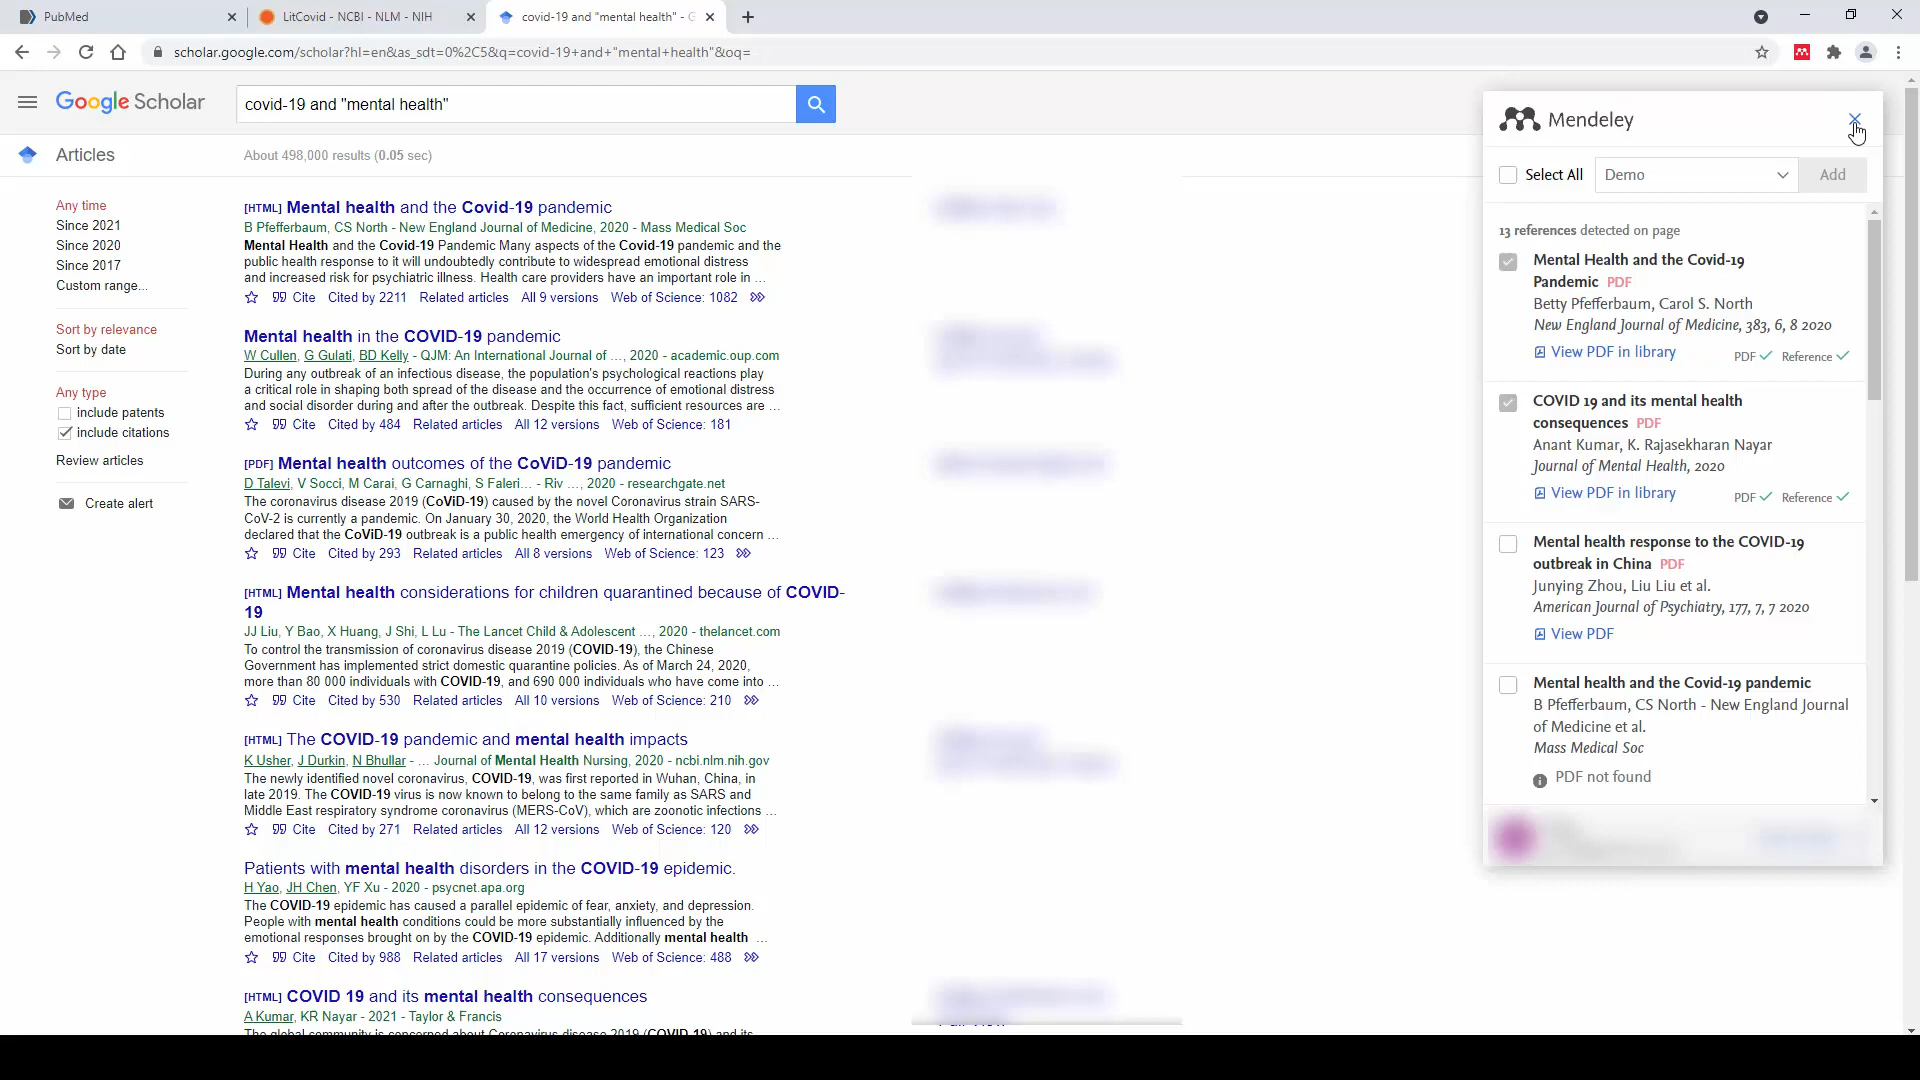 PubMed
LitCovid - NCBI - NLM - NIH
covid-19 and "mental health" - G
scholar.google.com/scholar?hl=en&as_sdt=0%2C5&q=covid-19+and+"mental+health"&oq=
Google Scholar
covid-19 and "mental health"
Articles
About 498,000 results (0.05 sec)
Any time
Since 2021
Since 2020
Since 2017
Custom range...
Sort by relevance
Sort by date
Any type
include patents
include citations
Review articles
Create alert
[HTML] Mental health and the Covid-19 pandemic
B Pfefferbaum, CS North - New England Journal of Medicine, 2020 - Mass Medical Soc
Mental Health and the Covid-19 Pandemic Many aspects of the Covid-19 pandemic and the
public health response to it will undoubtedly contribute to widespread emotional distress
and increased risk for psychiatric illness. Health care providers have an important role in ...
Cite Cited by 2211 Related articles All 9 versions Web of Science: 1082
Mental health in the COVID-19 pandemic
W Cullen, G Gulati, BD Kelly - QJM: An International Journal of ..., 2020 - academic.oup.com
During any outbreak of an infectious disease, the population's psychological reactions play
a critical role in shaping both spread of the disease and the occurrence of emotional distress
and social disorder during and after the outbreak. Despite this fact, sufficient resources are ...
Cite Cited by 484 Related articles All 12 versions Web of Science: 181
[PDF] Mental health outcomes of the CoViD-19 pandemic
D Talevi, V Socci, M Carai, G Carnaghi, S Faleri... - Riv ..., 2020 - researchgate.net
The coronavirus disease 2019 (CoViD-19) caused by the novel Coronavirus strain SARS-
CoV-2 is currently a pandemic. On January 30, 2020, the World Health Organization
declared that the CoViD-19 outbreak is a public health emergency of international concern ...
Cite Cited by 293 Related articles All 8 versions Web of Science: 123
[HTML] Mental health considerations for children quarantined because of COVID-
19
JJ Liu, Y Bao, X Huang, J Shi, L Lu - The Lancet Child & Adolescent ..., 2020 - thelancet.com
To control the transmission of coronavirus disease 2019 (COVID-19), the Chinese
Government has implemented strict domestic quarantine policies. As of March 24, 2020,
more than 80 000 individuals with COVID-19, and 690 000 individuals who have come into ...
Cite Cited by 530 Related articles All 10 versions Web of Science: 210
[HTML] The COVID-19 pandemic and mental health impacts
K Usher, J Durkin, N Bhullar - ... Journal of Mental Health Nursing, 2020 - ncbi.nlm.nih.gov
The newly identified novel coronavirus, COVID-19, was first reported in Wuhan, China, in
late 2019. The COVID-19 virus is now known to belong to the same family as SARS and
Middle East respiratory syndrome coronavirus (MERS-CoV), which are zoonotic infections ...
Cite Cited by 271 Related articles All 12 versions Web of Science: 120
Patients with mental health disorders in the COVID-19 epidemic.
H Yao, JH Chen, YF Xu - 2020 - psycnet.apa.org
The COVID-19 epidemic has caused a parallel epidemic of fear, anxiety, and depression.
People with mental health conditions could be more substantially influenced by the
emotional responses brought on by the COVID-19 epidemic. Additionally mental health ...
Cite Cited by 988 Related articles All 17 versions Web of Science: 488
[HTML] COVID 19 and its mental health consequences
A Kumar, KR Nayar - 2021 - Taylor & Francis
The global community is concerned about Coronavirus disease 2019 (COVID-19) and its
Mendeley
Select All
Demo
Add
13 references detected on page
Mental Health and the Covid-19
Pandemic PDF
Betty Pfefferbaum, Carol S. North
New England Journal of Medicine, 383, 6, 8 2020
View PDF in library PDF Reference
COVID 19 and its mental health
consequences PDF
Anant Kumar, K. Rajasekharan Nayar
Journal of Mental Health, 2020
View PDF in library PDF Reference
Mental health response to the COVID-19
outbreak in China PDF
Junying Zhou, Liu Liu et al.
American Journal of Psychiatry, 177, 7, 7 2020
View PDF
Mental health and the Covid-19 pandemic
B Pfefferbaum, CS North - New England Journal
of Medicine et al.
Mass Medical Soc
PDF not found